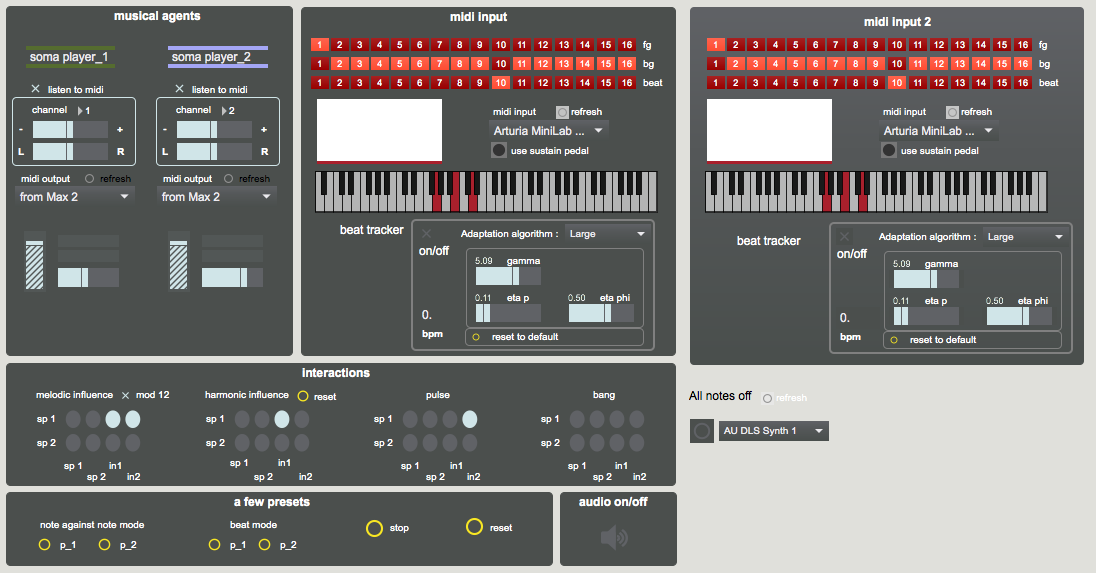 musical agents
soma player_1
soma player_2
listen to midi
listen to midi
channel 1
channel 2
- +
- +
L R
L R
midi output refresh
midi output refresh
from Max 2
from Max 2
midi input
1 2 3 4 5 6 7 8 9 10 11 12 13 14 15 16 fg
1 2 3 4 5 6 7 8 9 10 11 12 13 14 15 16 bg
1 2 3 4 5 6 7 8 9 10 11 12 13 14 15 16 beat
midi input refresh
Arturia MiniLab ...
use sustain pedal
beat tracker
on/off
Adaptation algorithm : Large
5.09 gamma
0.11 eta p
0.50 eta phi
0.
bpm
reset to default
midi input 2
1 2 3 4 5 6 7 8 9 10 11 12 13 14 15 16 fg
1 2 3 4 5 6 7 8 9 10 11 12 13 14 15 16 bg
1 2 3 4 5 6 7 8 9 10 11 12 13 14 15 16 beat
midi input refresh
Arturia MiniLab ...
use sustain pedal
beat tracker
on/off
Adaptation algorithm : Large
5.09 gamma
0.11 eta p
0.50 eta phi
0.
bpm
reset to default
interactions
melodic influence mod 12
harmonic influence reset
pulse
bang
sp 1
sp 1
sp 1
sp 1
sp 2
sp 2
sp 2
sp 2
sp 1 in1
sp 2 in2
sp 1 in1
sp 2 in2
sp 1 in1
sp 2 in2
sp 1 in1
sp 2 in2
All notes off refresh
AU DLS Synth 1
a few presets
note against note mode
p_1 p_2
beat mode
p_1 p_2
stop
reset
audio on/off